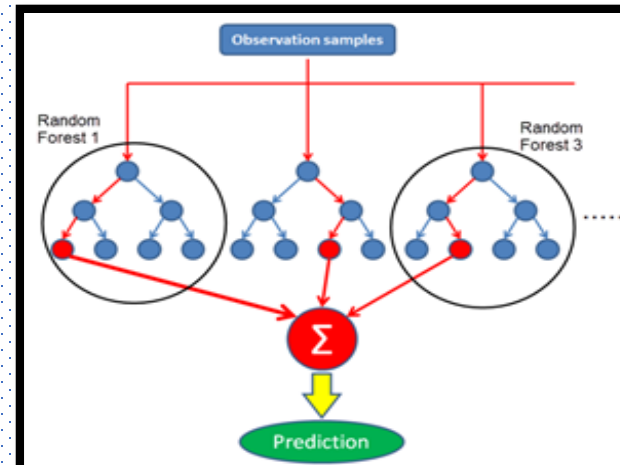 Observation samples
Random
Forest 1
Random
Forest 3
......
Σ
Prediction